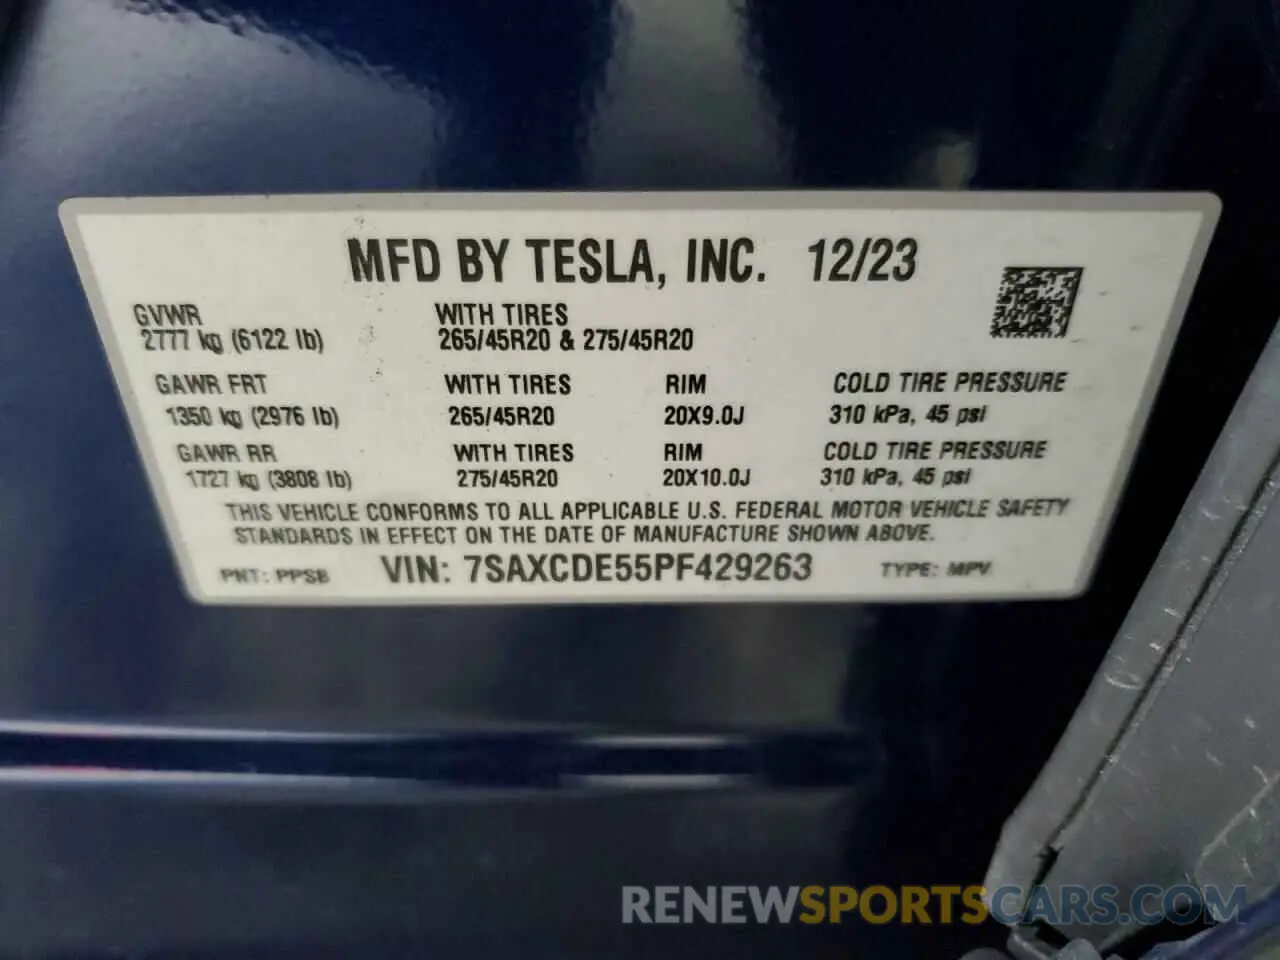 MFD BY TESLA, INC. 12/23
GVWR WITH TIRES
2777 kg (6122 lb) 265/45R20 & 275/45R20
GAWR FRT WITH TIRES RIM COLD TIRE PRESSURE
1350 kg (2976 lb) 265/45R20 20X9.0J 310 kPa, 45 psi
GAWR RR WITH TIRES RIM COLD TIRE PRESSURE
1727 kg (3808 lb) 275/45R20 20X10.0J 310 kPa, 45 psi
THIS VEHICLE CONFORMS TO ALL APPLICABLE U.S. FEDERAL MOTOR VEHICLE SAFETY
STANDARDS IN EFFECT ON THE DATE OF MANUFACTURE SHOWN ABOVE.
PNT: PPSB VIN: 7SAXCDE55PF429263 TYPE: MPV
RENEWSPORTSCARS.COM